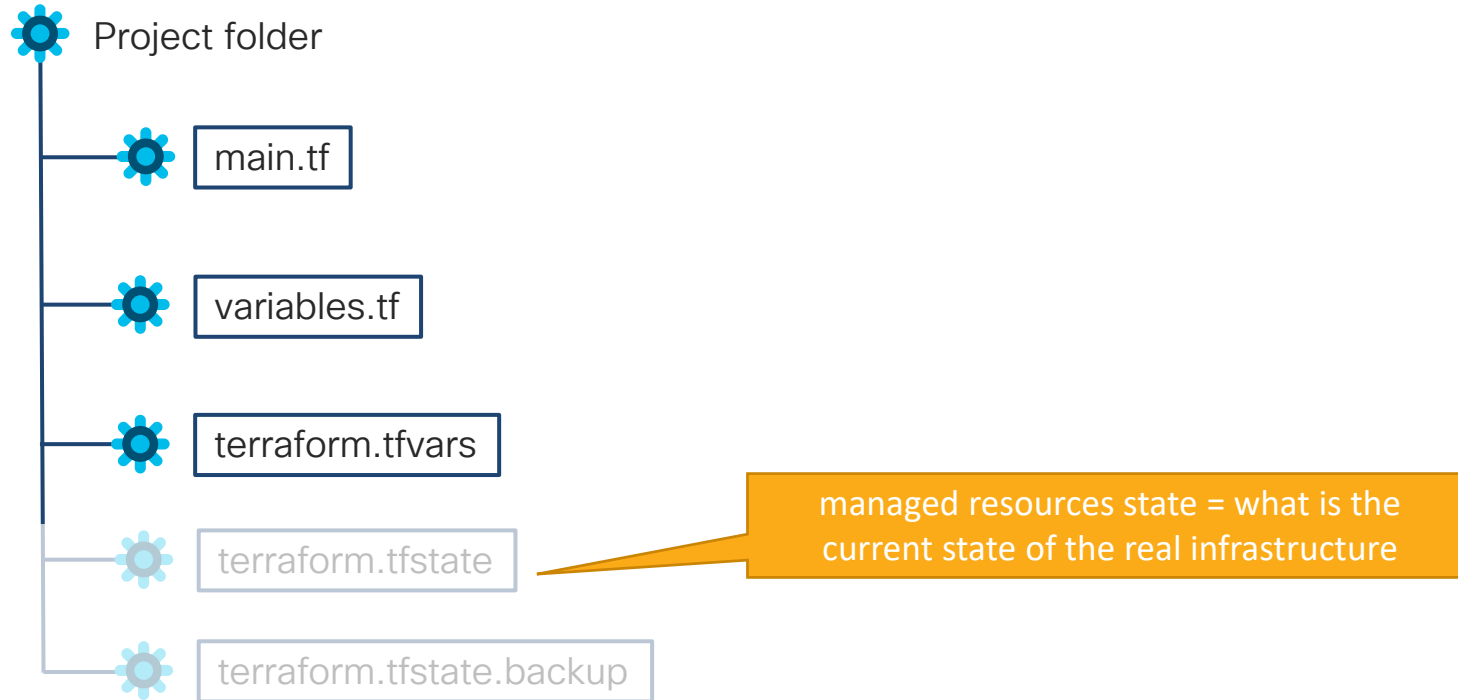 Project folder
main.tf
variables.tf
terraform.tfvars
managed resources state = what is the
current state of the real infrastructure
terraform.tfstate
terraform.tfstate.backup